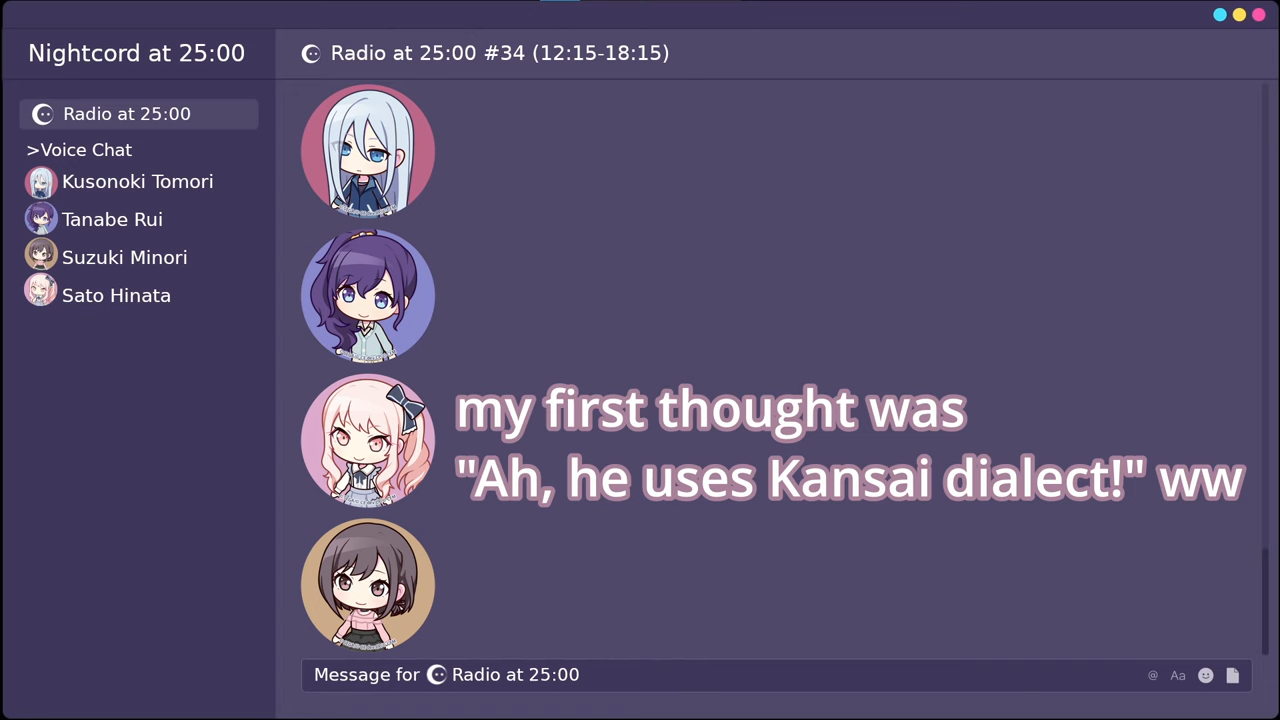 Nightcord at 25:00
Radio at 25:00 #34 (12:15-18:15)
Radio at 25:00
>Voice Chat
Kusonoki Tomori
Tanabe Rui
Suzuki Minori
Sato Hinata
my first thought was
"Ah, he uses Kansai dialect!" ww
Message for Radio at 25:00
@ Aa